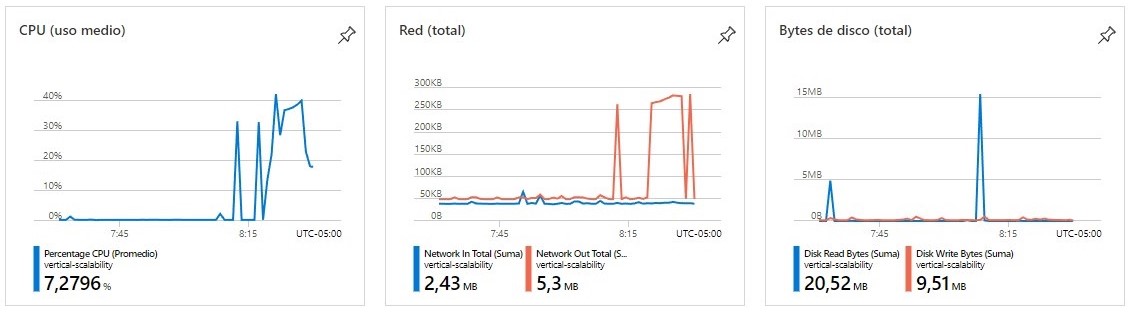 CPU (uso medio)
40%
30%
20%
10%
0%
7:45
8:15
UTC-05:00
Percentage CPU (Promedio)
vertical-scalability
7,2796 %
Red (total)
300KB
250KB
200KB
150KB
100KB
50KB
0B
7:45
8:15
UTC-05:00
Network In Total (Suma)
vertical-scalability
2,43 MB
Network Out Total (S...
vertical-scalability
5,3 MB
Bytes de disco (total)
15MB
10MB
5MB
0B
7:45
8:15
UTC-05:00
Disk Read Bytes (Suma)
vertical-scalability
20,52 MB
Disk Write Bytes (Suma)
vertical-scalability
9,51 MB